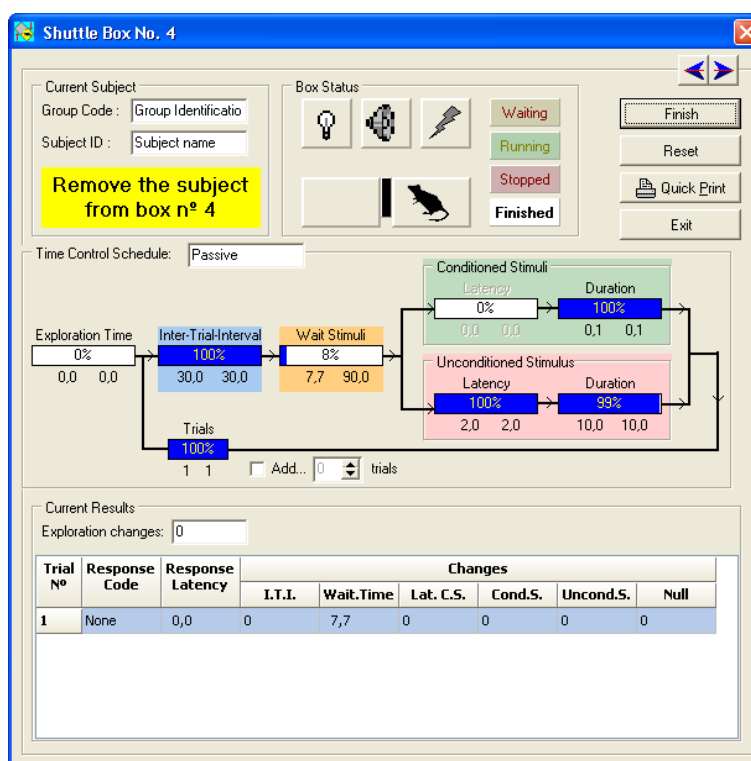 Shuttle Box No. 4
Current Subject
Group Code : Group Identificatio
Subject ID : Subject name
Remove the subject
from box nº 4
Box Status
Waiting
Running
Stopped
Finished
Finish
Reset
Quick Print
Exit
Time Control Schedule: Passive
Exploration Time
0%
0,0 0,0
Inter-Trial-Interval
100%
30,0 30,0
Wait Stimuli
8%
7,7 90,0
Conditioned Stimuli
Latency
0%
0,0 0,0
Duration
100%
0,1 0,1
Unconditioned Stimulus
Latency
100%
2,0 2,0
Duration
99%
10,0 10,0
Trials
100%
1 1
Add... 0 trials
Current Results
Exploration changes: 0
Trial Nº Response Code Response Latency Changes
I.T.I. Wait.Time Lat. C.S. Cond.S. Uncond.S. Null
1 None 0,0 0 7,7 0 0 0 0